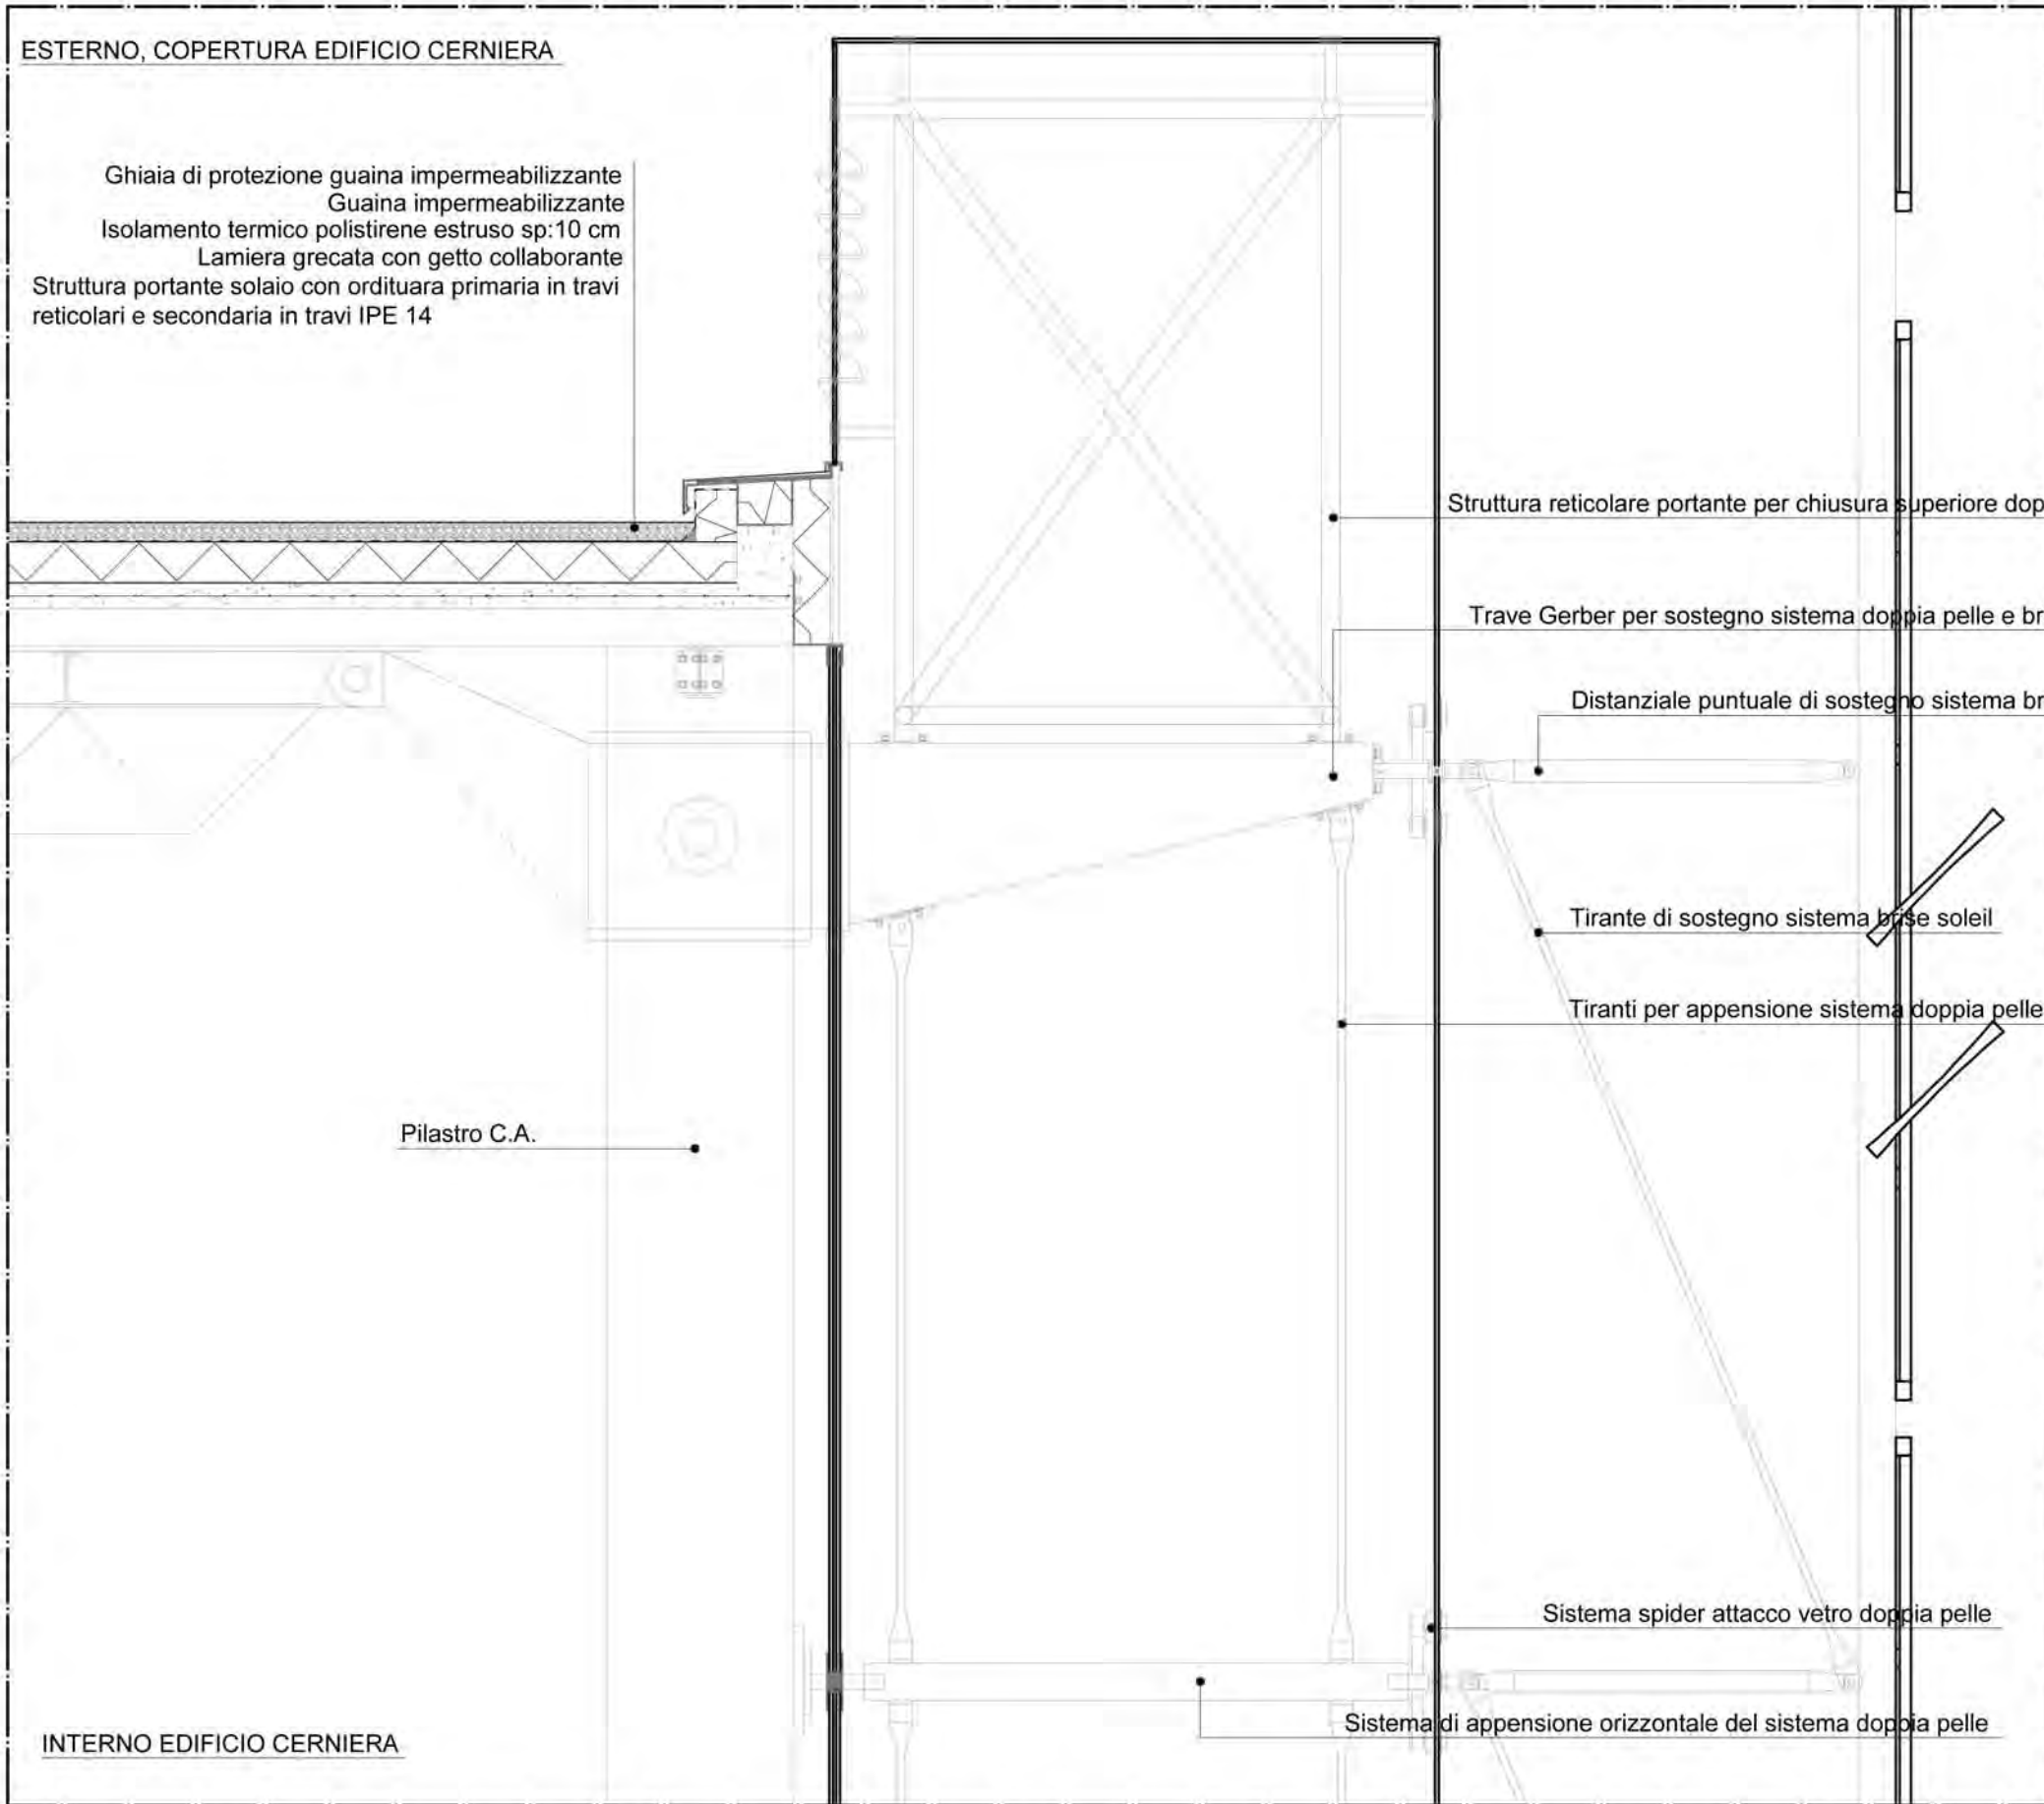 ESTERNO, COPERTURA EDIFICIO CERNIERA
Ghiaia di protezione guaina impermeabilizzante
Guaina impermeabilizzante
Isolamento termico polistirene estruso sp:10 cm
Lamiera grecata con getto collaborante
Struttura portante solaio con ordituara primaria in travi
reticolari e secondaria in travi IPE 14
Struttura reticolare portante per chiusura superiore dop
Trave Gerber per sostegno sistema doppia pelle e br
Distanziale puntuale di sostegno sistema br
Tirante di sostegno sistema brise soleil
Tiranti per appensione sistema doppia pelle
Pilastro C.A.
Sistema spider attacco vetro doppia pelle
Sistema di appensione orizzontale del sistema doppia pelle
INTERNO EDIFICIO CERNIERA